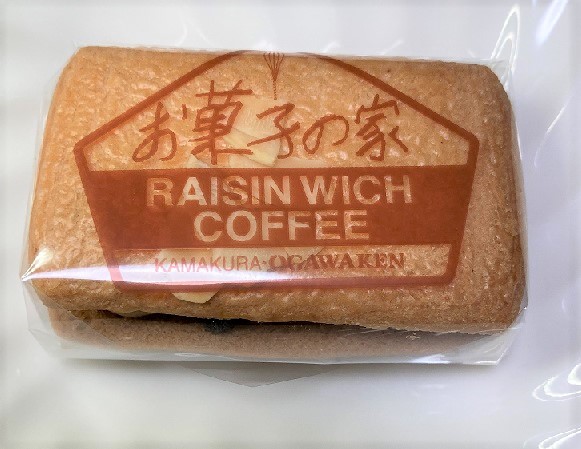 お菓子の家
RAISIN WICH
COFFEE
KAMAKURA·OGAWAKEN